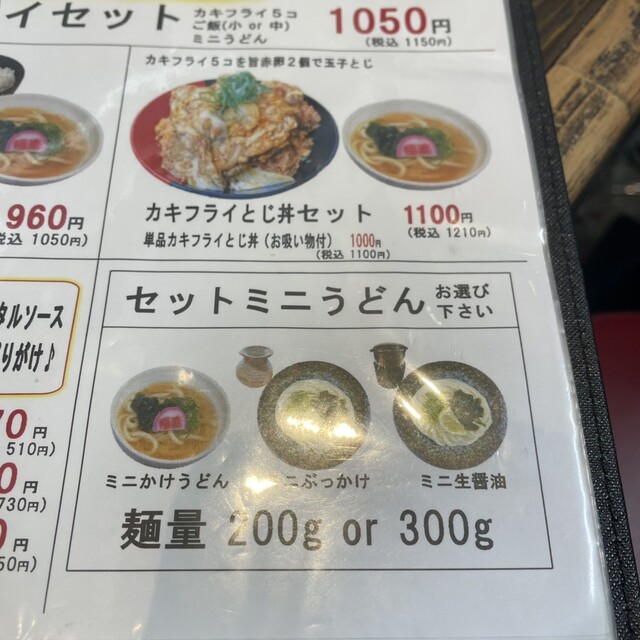 イセット
カキフライ5コ
ご飯(小 or 中)
ミニうどん
1050円
(税込 1150円)
カキフライ5コを旨赤卵2個で玉子とじ
960円
税込 1050円)
カキフライとじ丼セット 1100円
(税込 1210円)
単品カキフライとじ丼(お吸い物付) 1000円
(税込 1100円)
セットミニうどん お選び
下さい
タルソース
りがけ♪
70円
510円)
0円
730円)
円
50円)
ミニかけうどん
ニぶっかけ
ミニ生醤油
麺量 200g or 300g